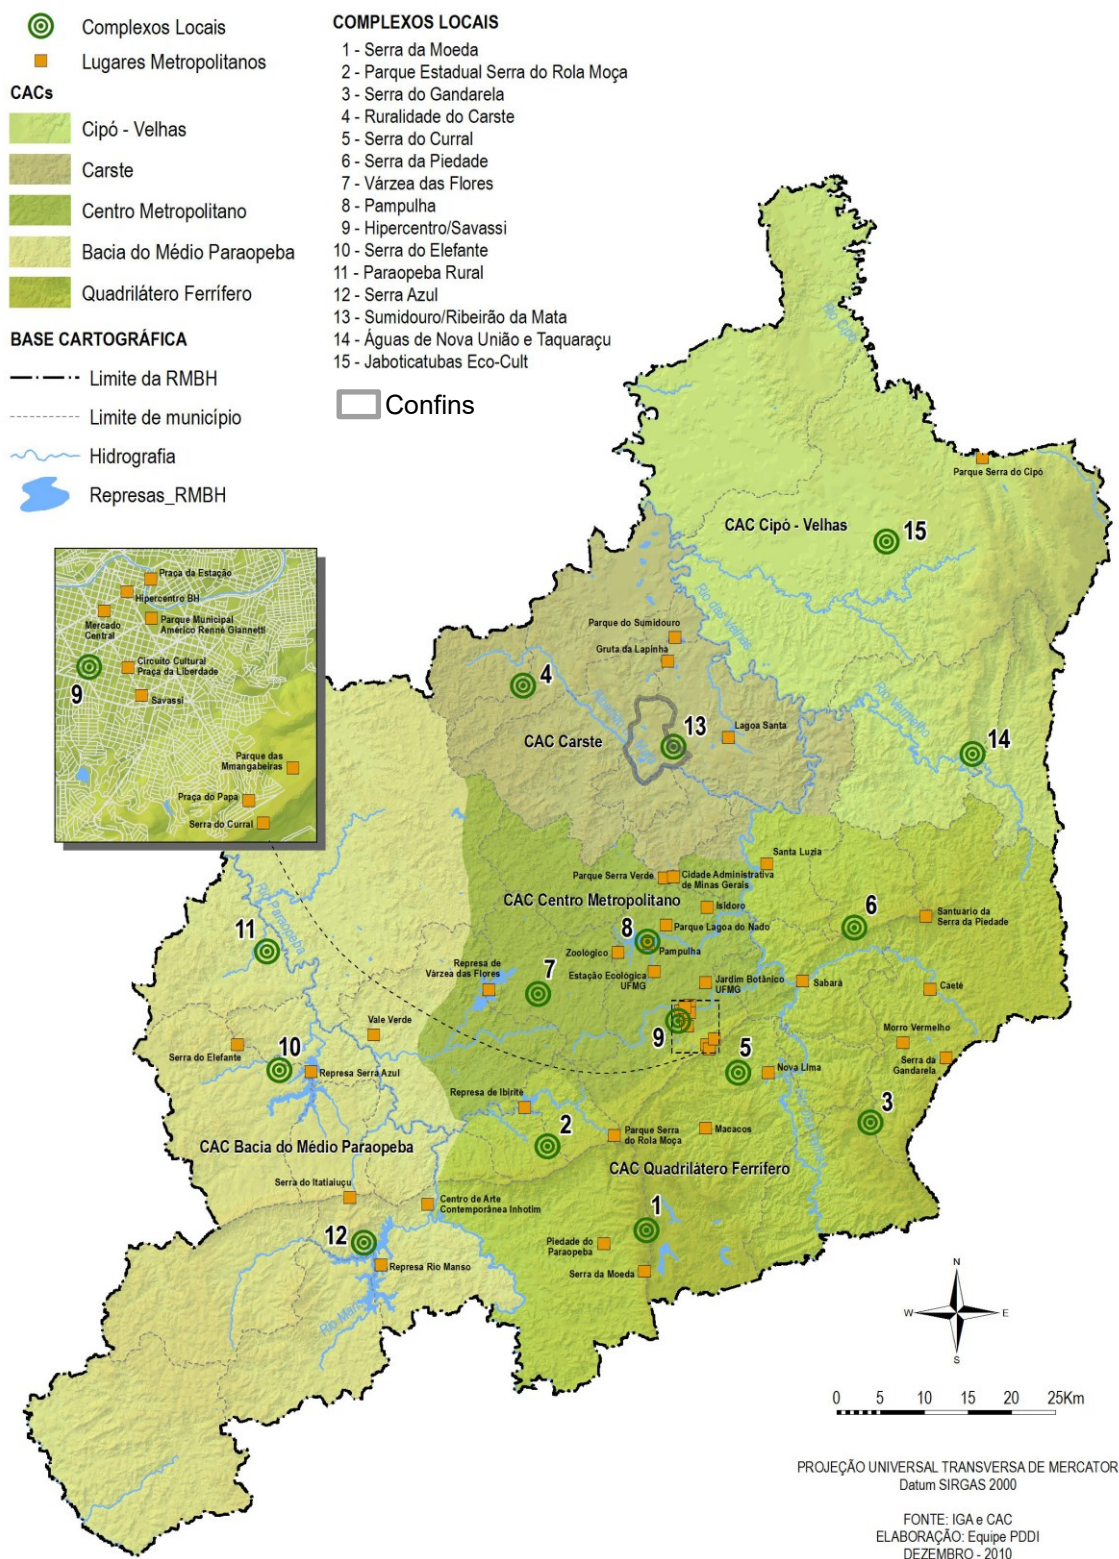 Complexos Locais
Lugares Metropolitanos
CACs
Cipó - Velhas
Carste
Centro Metropolitano
Bacia do Médio Paraopeba
Quadrilátero Ferrífero
BASE CARTOGRÁFICA
Limite da RMBH
Limite de município
Hidrografia
Represas_RMBH
COMPLEXOS LOCAIS
1 - Serra da Moeda
2 - Parque Estadual Serra do Rola Moça
3 - Serra do Gandarela
4 - Ruralidade do Carste
5 - Serra do Curral
6 - Serra da Piedade
7 - Várzea das Flores
8 - Pampulha
9 - Hipercentro/Savassi
10 - Serra do Elefante
11 - Paraopeba Rural
12 - Serra Azul
13 - Sumidouro/Ribeirão da Mata
14 - Águas de Nova União e Taquaraçu
15 - Jaboticatubas Eco-Cult
Confins
Praça da Estação
Hipercentro BH
Mercado
Central
Parque Municipal
Américo Renné Giannetti
Circuito Cultural
Praça da Liberdade
9
Savassi
Parque das
Mmangabeiras
Praça do Papa
Serra do Curral
Rio Cipó
Parque Serra do Cipó
CAC Cipó - Velhas
15
Rio das Velhas
Parque do Sumidouro
Gruta da Lapinha
4
CAC Carste
13
Lagoa Santa
Rio Vermelho
14
Santa Luzia
Parque Serra Verde
Cidade Administrativa
de Minas Gerais
CAC Centro Metropolitano
Isidoro
6
Santuario da
Serra da Piedade
8
Parque Lagoa do Nado
Pampulha
Zoológico
Estação Ecológica
UFMG
Jardim Botânico
UFMG
Sabará
Caeté
Rio Paraopeba
11
Represa de
Várzea das Flores
7
9
Vale Verde
Morro Vermelho
Serra da
Gandarela
Serra do Elefante
10
Represa Serra Azul
5
Nova Lima
Represa de Ibirité
3
2
Parque Serra
do Rola Moça
Macacos
Rio das Velhas
CAC Bacia do Médio Paraopeba
CAC Quadrilátero Ferrífero
Serra do Itatiaiuçu
Centro de Arte
Contemporânea Inhotim
1
12
Piedade do
Paraopeba
Represa Rio Manso
Serra da Moeda
Rio Manso
N
W
E
S
0 5 10 15 20 25Km
PROJEÇÃO UNIVERSAL TRANSVERSA DE MERCATOR
Datum SIRGAS 2000
FONTE: IGA e CAC
ELABORAÇÃO: Equipe PDDI
DEZEMBRO - 2010